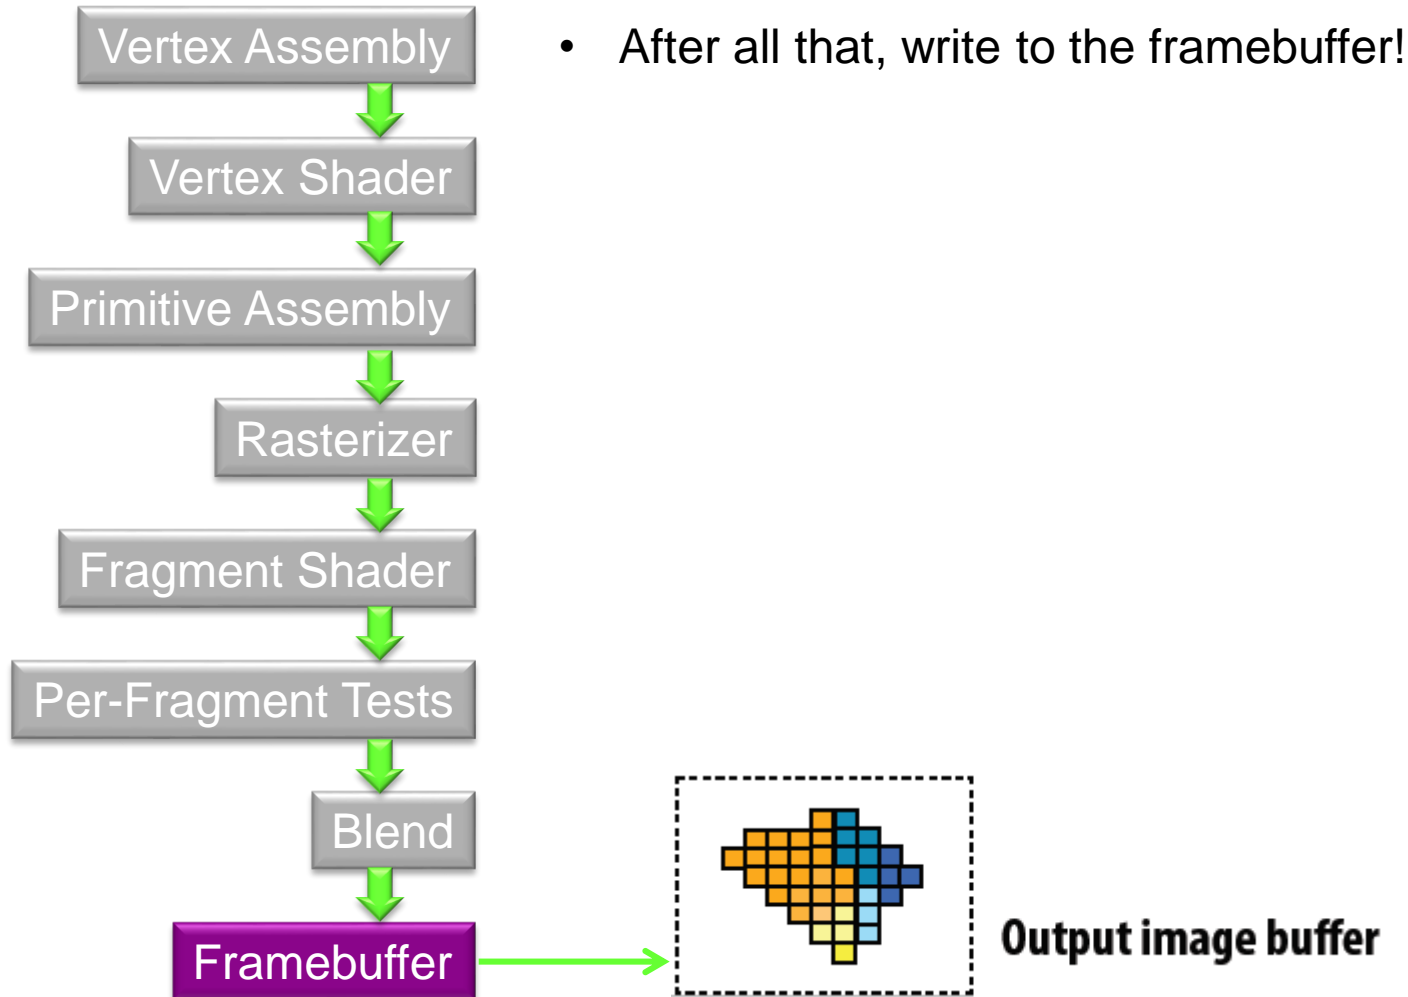 Vertex Assembly
• After all that, write to the framebuffer!
Vertex Shader
Primitive Assembly
Rasterizer
Fragment Shader
Per-Fragment Tests
Blend
Framebuffer
Output image buffer